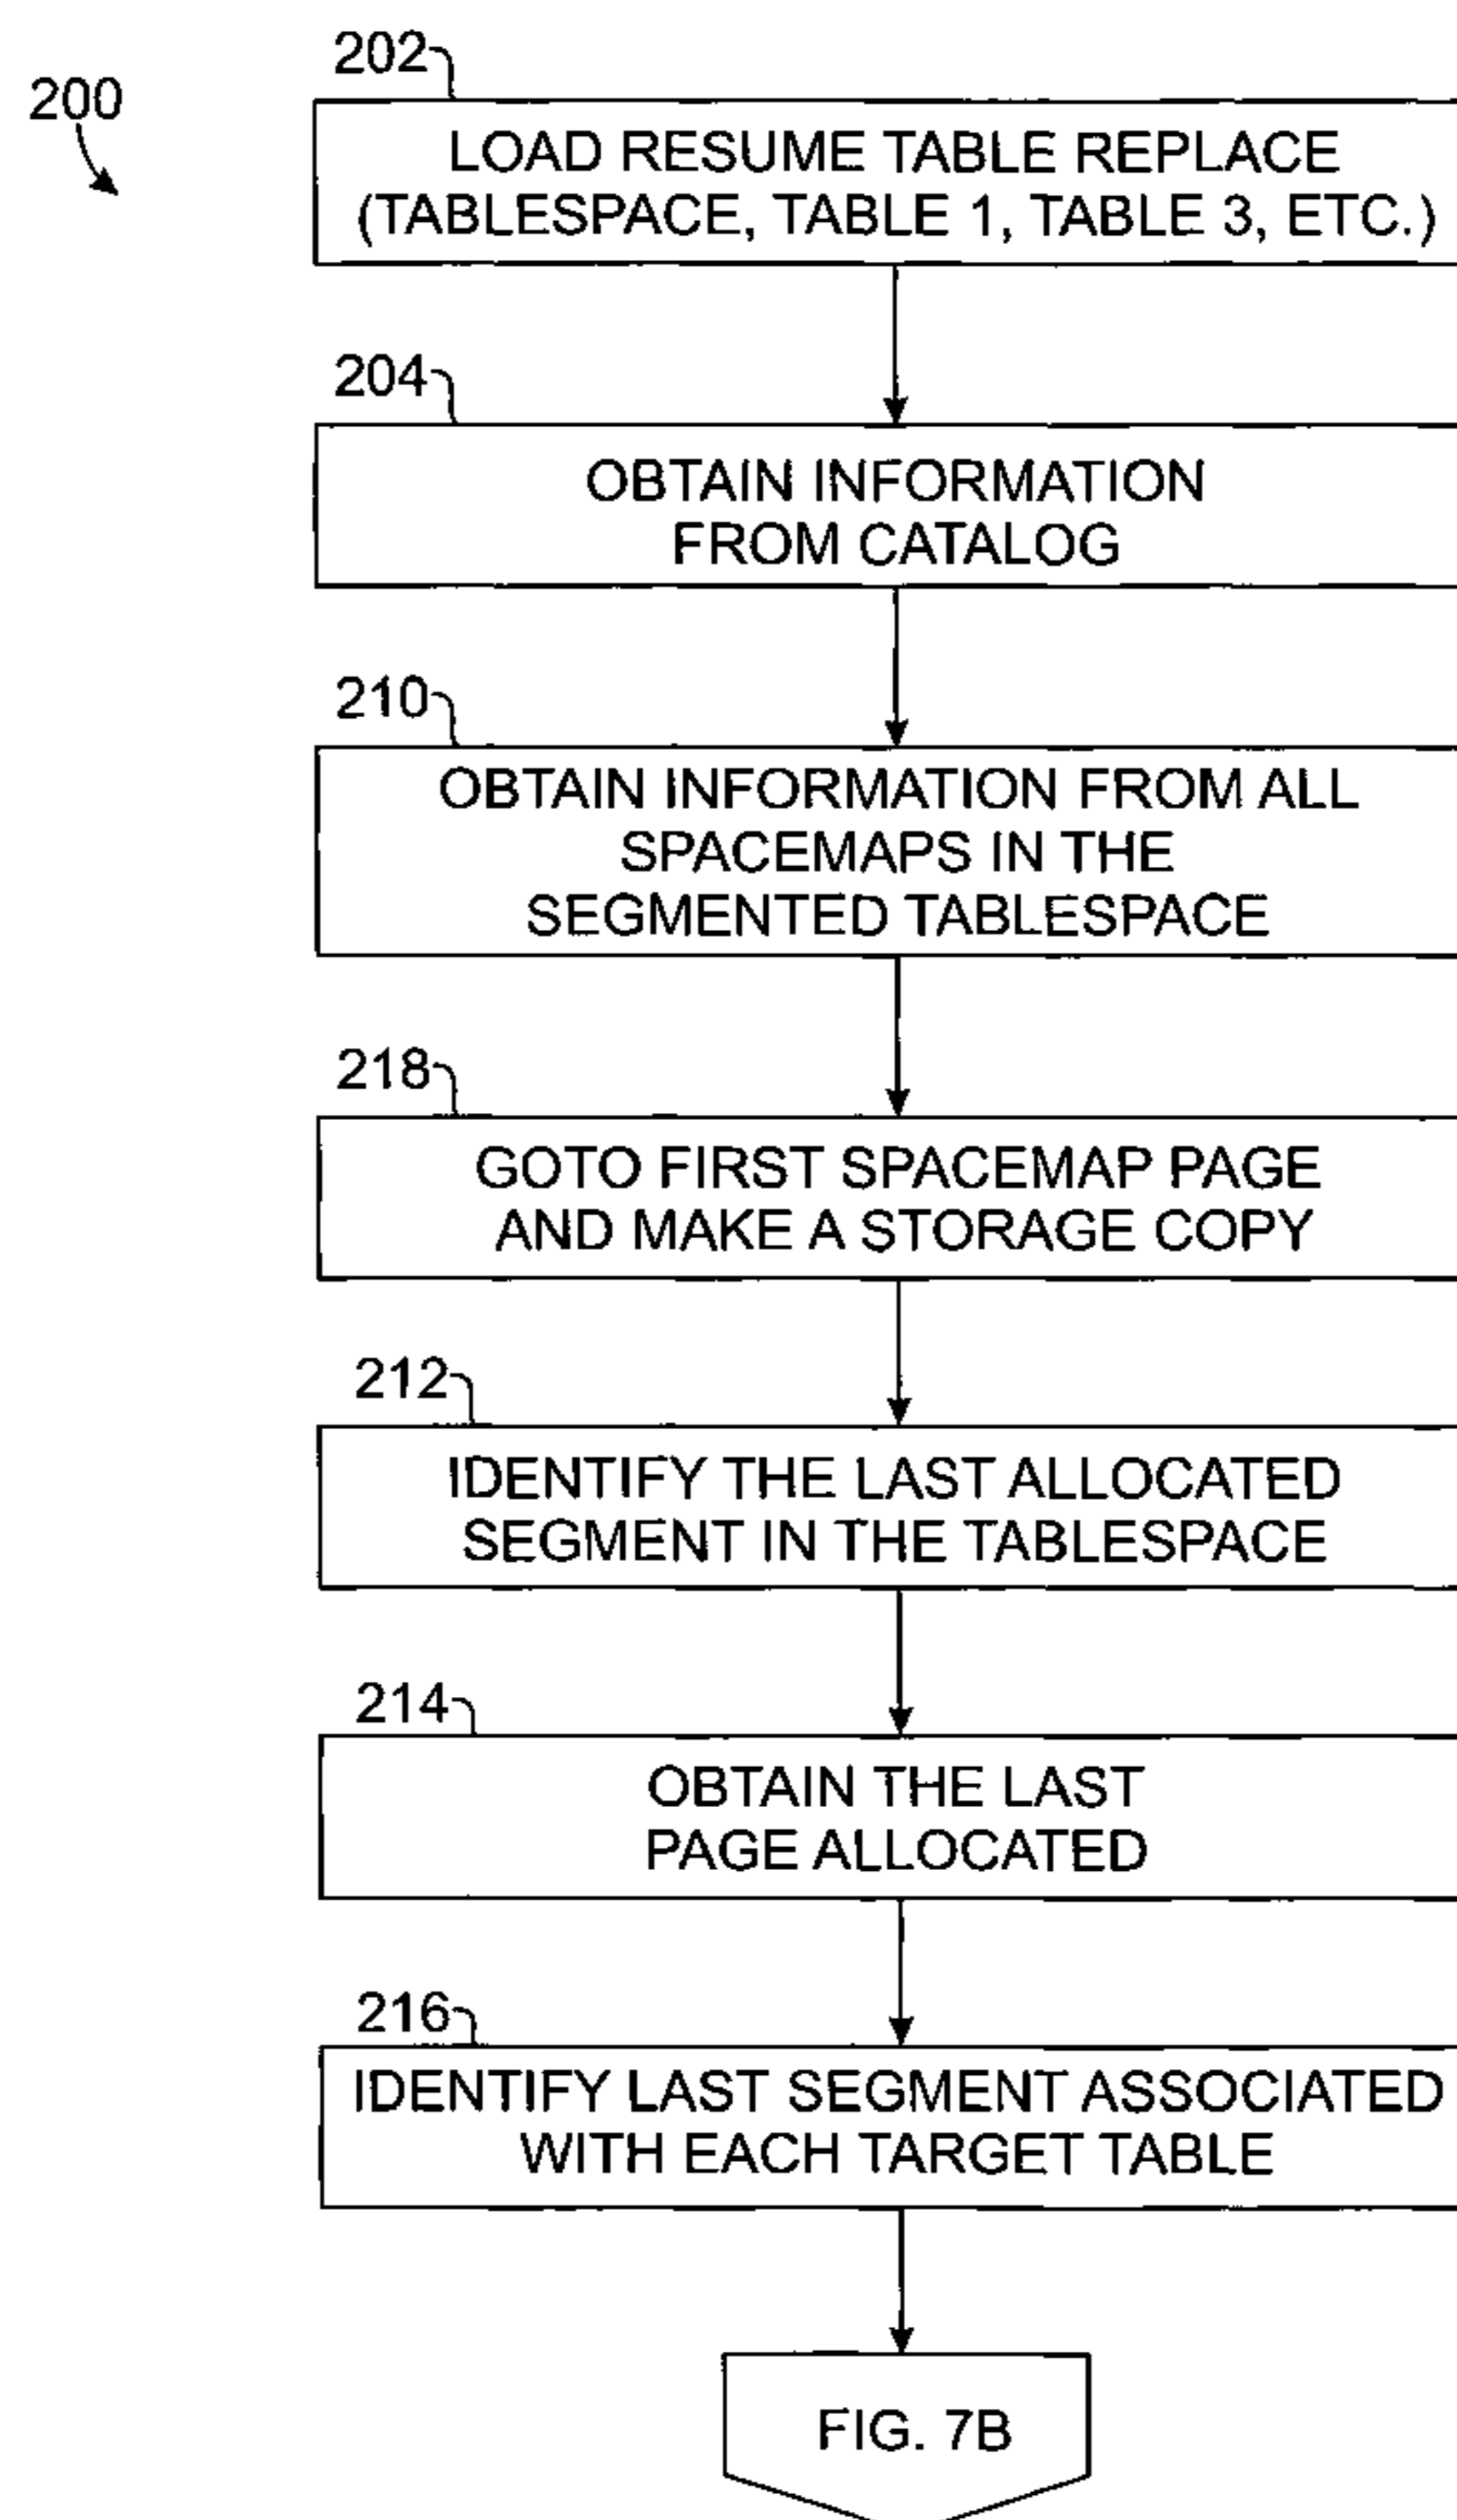 200
202
LOAD RESUME TABLE REPLACE
(TABLESPACE, TABLE 1, TABLE 3, ETC.)
204
OBTAIN INFORMATION
FROM CATALOG
210
OBTAIN INFORMATION FROM ALL
SPACEMAPS IN THE
SEGMENTED TABLESPACE
218
GOTO FIRST SPACEMAP PAGE
AND MAKE A STORAGE COPY
212
IDENTIFY THE LAST ALLOCATED
SEGMENT IN THE TABLESPACE
214
OBTAIN THE LAST
PAGE ALLOCATED
216
IDENTIFY LAST SEGMENT ASSOCIATED
WITH EACH TARGET TABLE
FIG. 7B